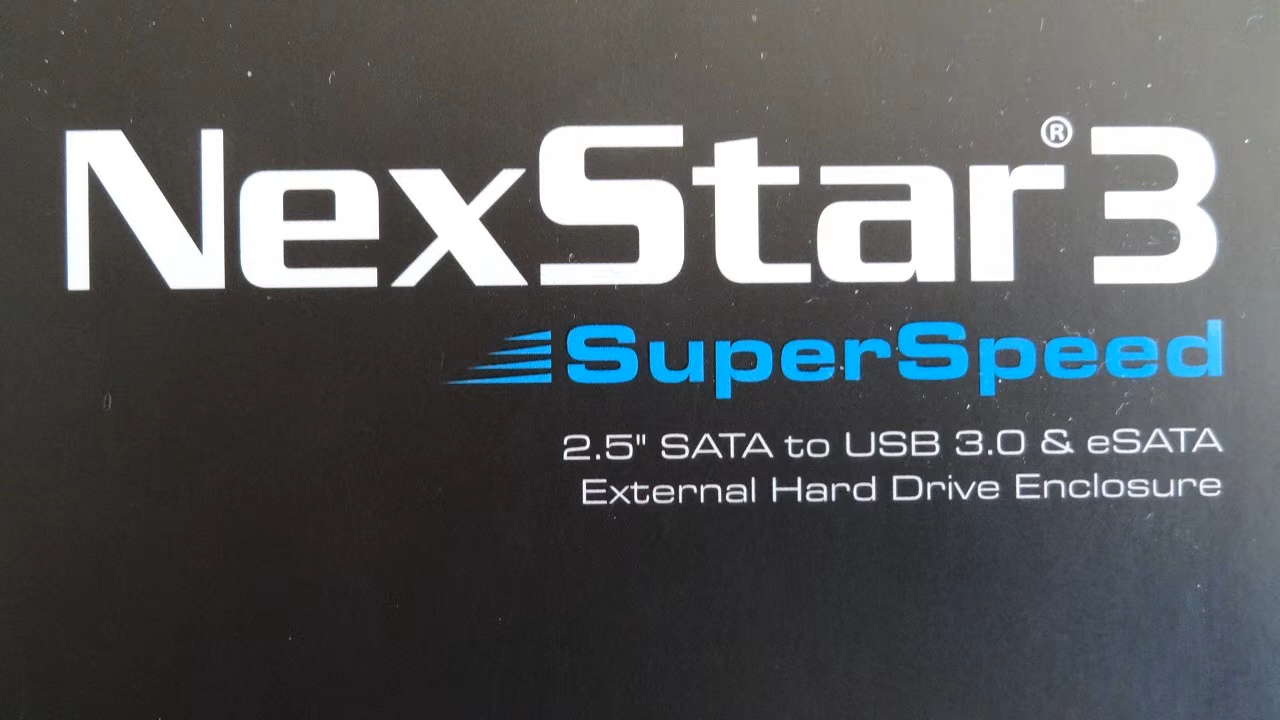 NexStar®3
SuperSpeed
2.5" SATA to USB 3.0 & eSATA
External Hard Drive Enclosure